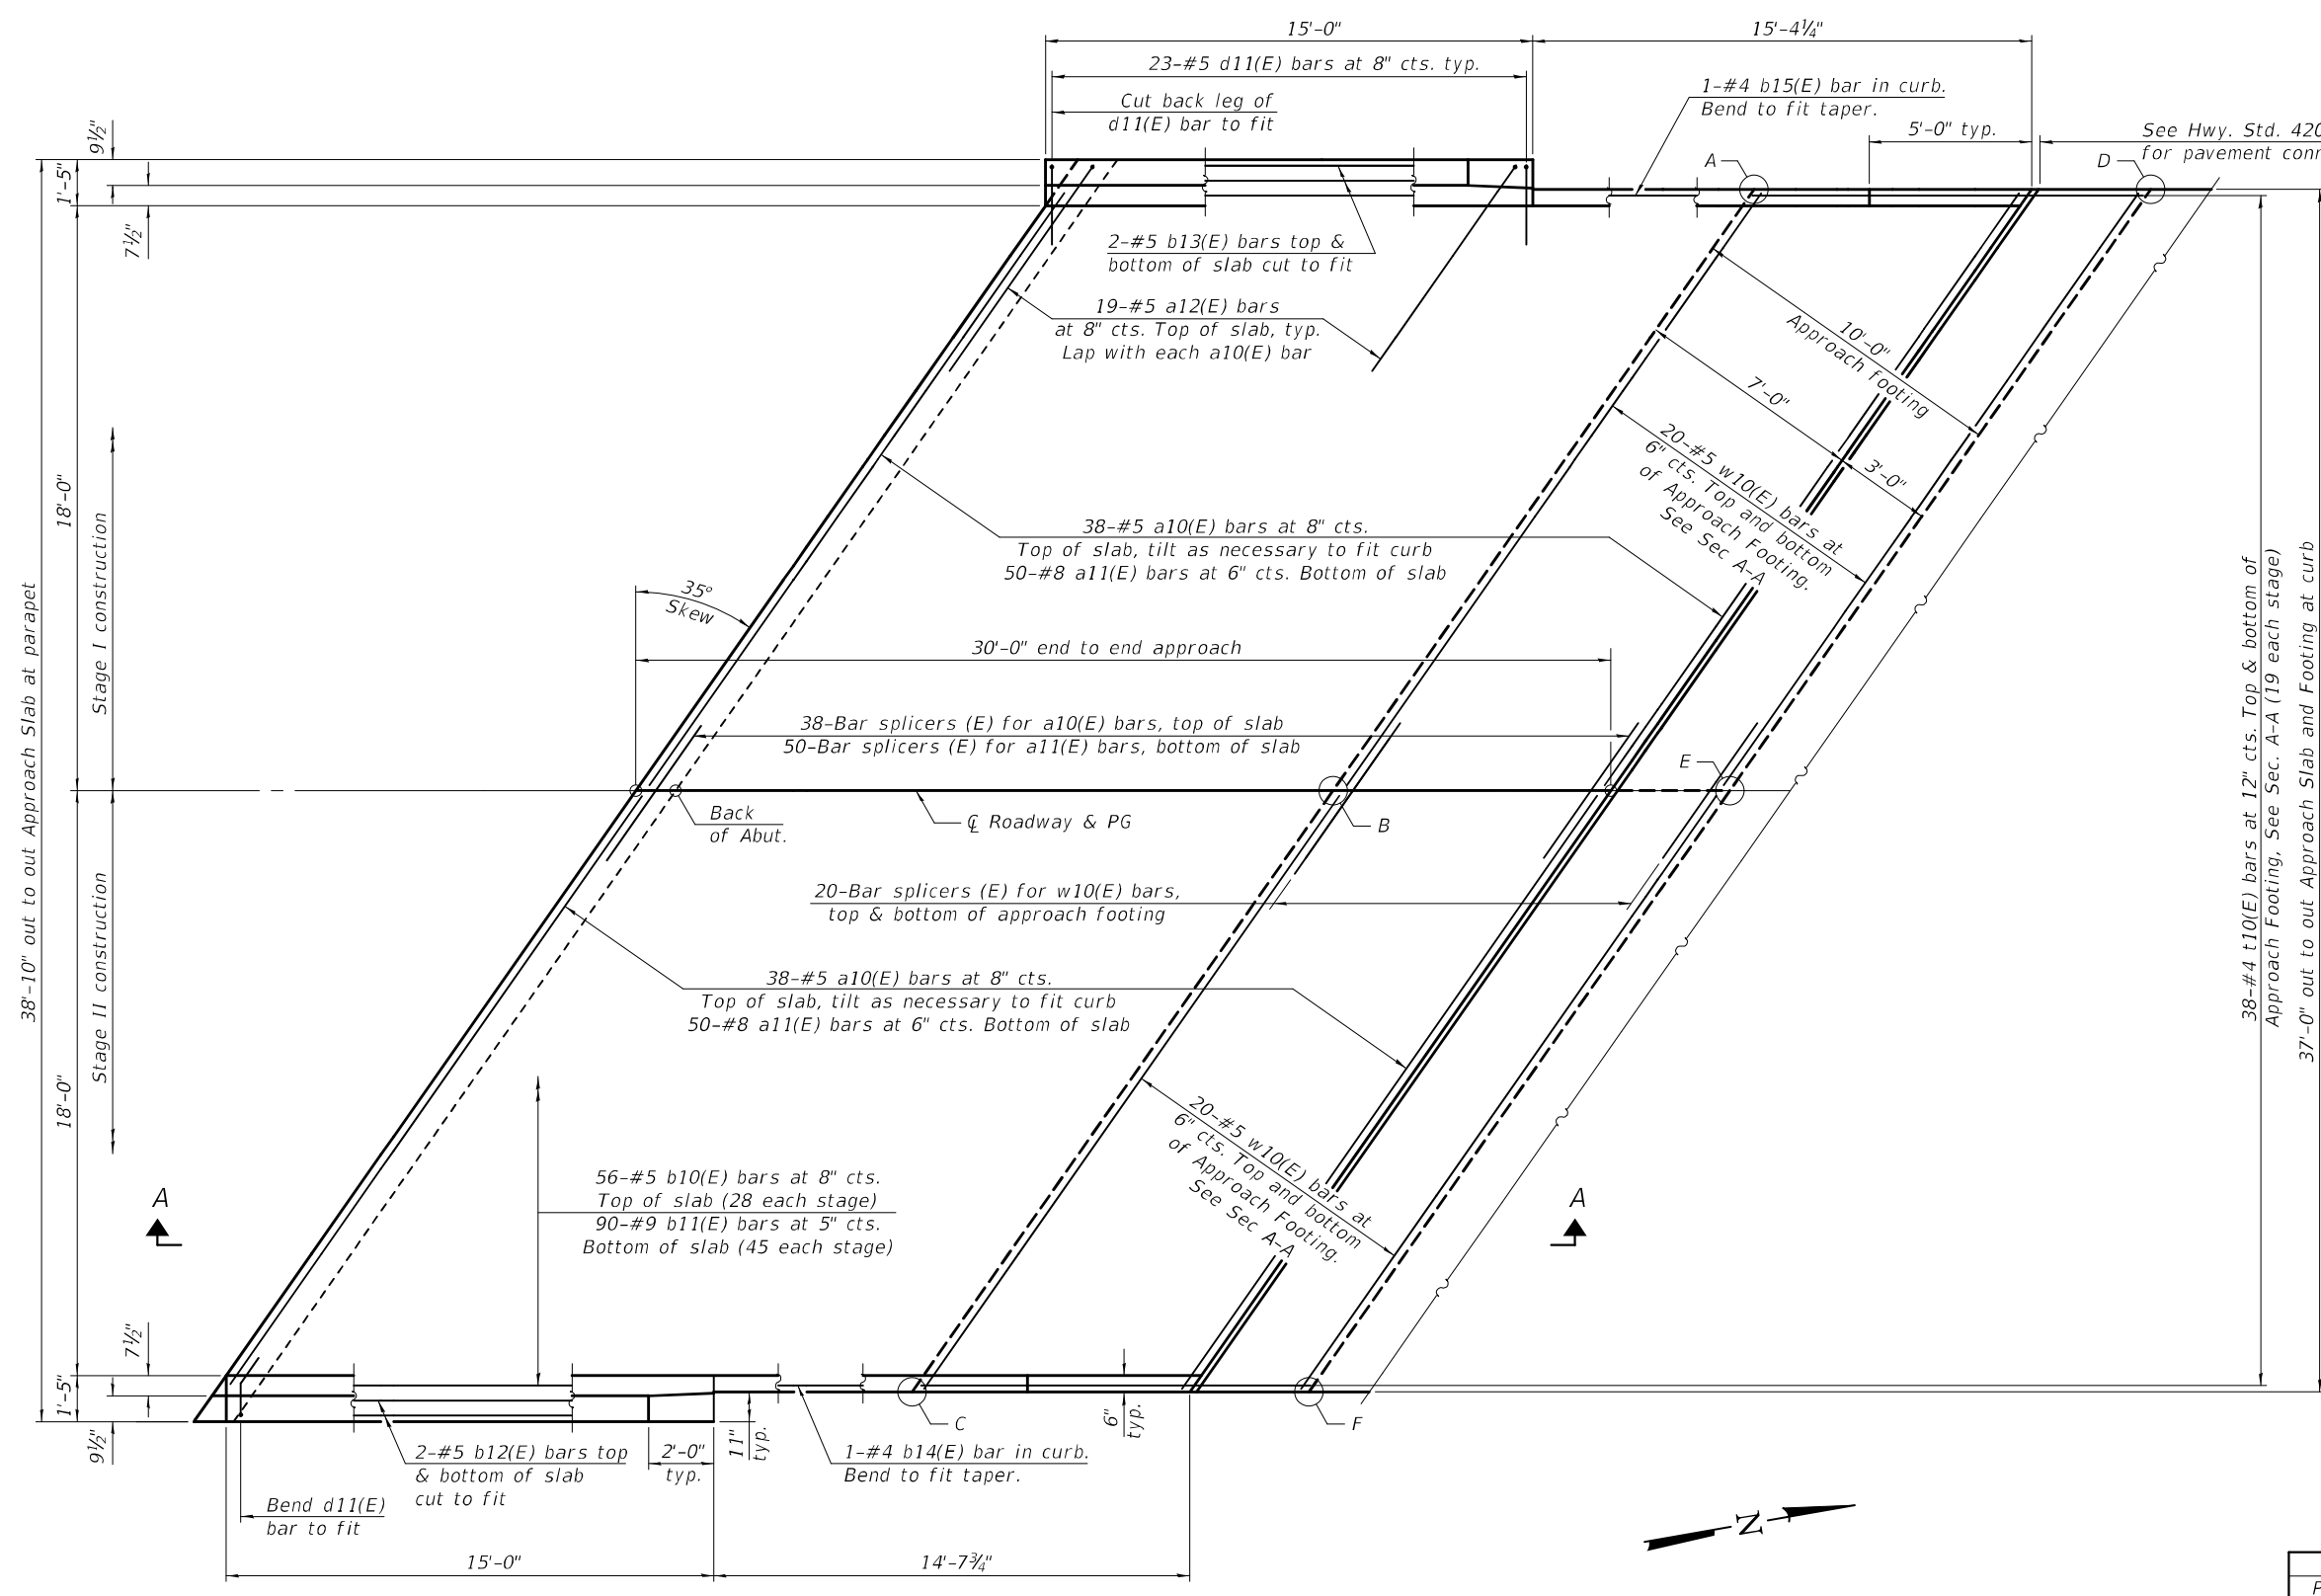 15'-0"
15'-4¼"
23-#5 d11(E) bars at 8" cts. typ.
Cut back leg of
d11(E) bar to fit
1-#4 b15(E) bar in curb.
Bend to fit taper.
5'-0" typ.
See Hwy. Std. 420
for pavement conn
A
D
9½"
1'-5"
7½"
2-#5 b13(E) bars top &
bottom of slab cut to fit
19-#5 a12(E) bars
at 8" cts. Top of slab, typ.
Lap with each a10(E) bar
10'-0"
Approach footing
7'-0"
3'-0"
20-#5 w10(E) bars at
6" cts. Top and bottom
of Approach Footing.
See Sec. A-A
18'-0"
Stage I construction
38'-10" out to out Approach Slab at parapet
38-#5 a10(E) bars at 8" cts.
Top of slab, tilt as necessary to fit curb
50-#8 a11(E) bars at 6" cts. Bottom of slab
35°
Skew
30'-0" end to end approach
38-Bar splicers (E) for a10(E) bars, top of slab
50-Bar splicers (E) for a11(E) bars, bottom of slab
E
Back
of Abut.
℄ Roadway & PG
B
38-#4 t10(E) bars at 12" cts. Top & bottom of
Approach Footing, See Sec. A-A (19 each stage)
37'-0" out to out Approach Slab and Footing at curb
20-Bar splicers (E) for w10(E) bars,
top & bottom of approach footing
Stage II construction
18'-0"
38-#5 a10(E) bars at 8" cts.
Top of slab, tilt as necessary to fit curb
50-#8 a11(E) bars at 6" cts. Bottom of slab
20-#5 w10(E) bars at
6" cts. Top and bottom
of Approach Footing.
See Sec A-A
56-#5 b10(E) bars at 8" cts.
Top of slab (28 each stage)
90-#9 b11(E) bars at 5" cts.
Bottom of slab (45 each stage)
A
A
7½"
1'-5"
9½"
2-#5 b12(E) bars top
& bottom of slab
cut to fit
2'-0"
typ.
11"
typ.
1-#4 b14(E) bar in curb.
Bend to fit taper.
C
6"
typ.
F
Bend d11(E)
bar to fit
15'-0"
14'-7¾"
N